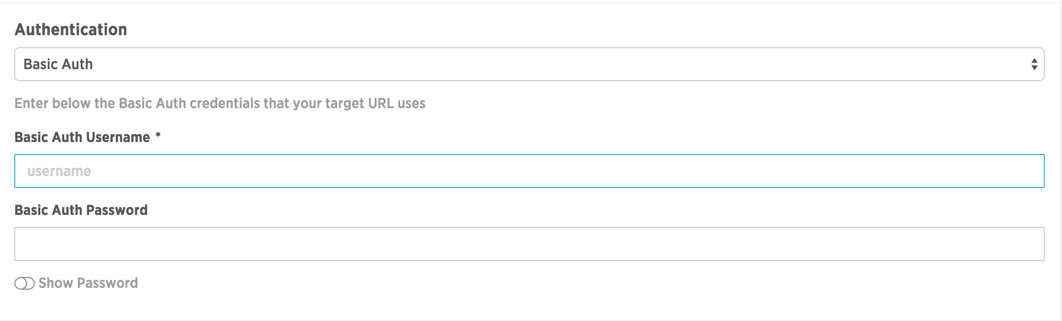 Authentication
Basic Auth
Enter below the Basic Auth credentials that your target URL uses
Basic Auth Username *
username
Basic Auth Password
Show Password